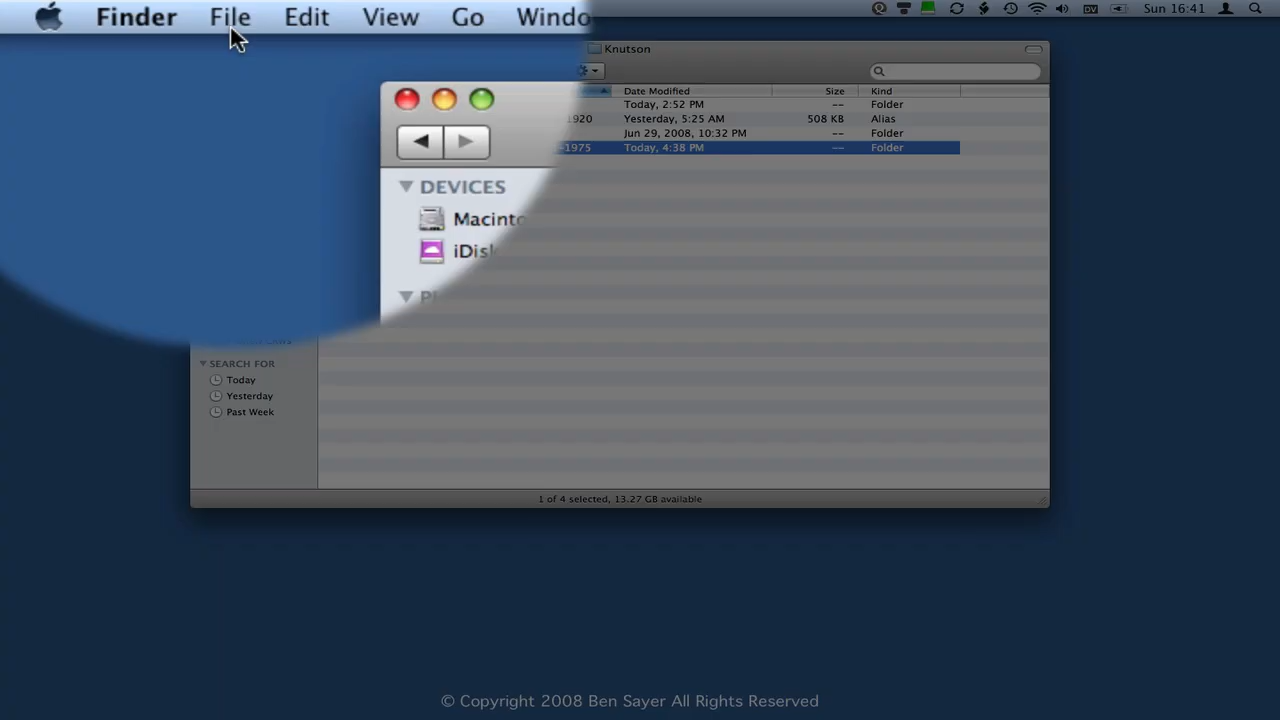 Finder File Edit View Go Windo
DV Sun 16:41
Knutson
Date Modified Size Kind
Today, 2:52 PM -- Folder
1920 Yesterday, 5:25 AM 508 KB Alias
Jun 29, 2008, 10:32 PM -- Folder
-1975 Today, 4:38 PM -- Folder
DEVICES
Macinto
iDisk
SEARCH FOR
Today
Yesterday
Past Week
1 of 4 selected, 13.27 GB available
© Copyright 2008 Ben Sayer All Rights Reserved